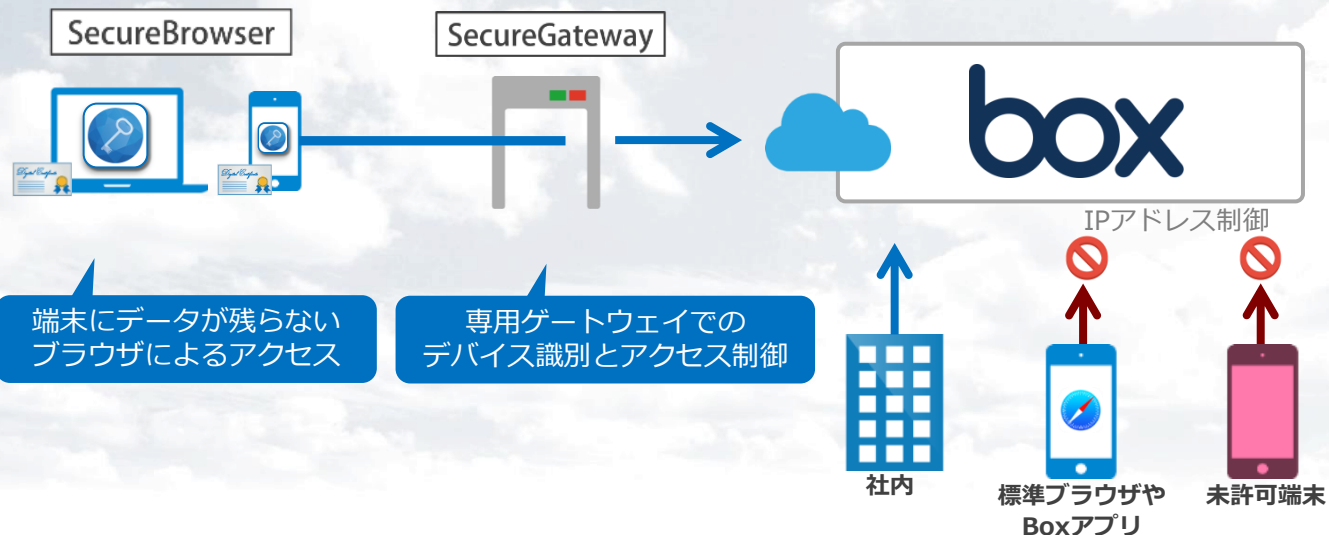 SecureBrowser
SecureGateway
box
Digital Certificate
Digital Certificate
IPアドレス制御
端末にデータが残らない
ブラウザによるアクセス
専用ゲートウェイでの
デバイス識別とアクセス制御
社内
標準ブラウザや
Boxアプリ
未許可端末